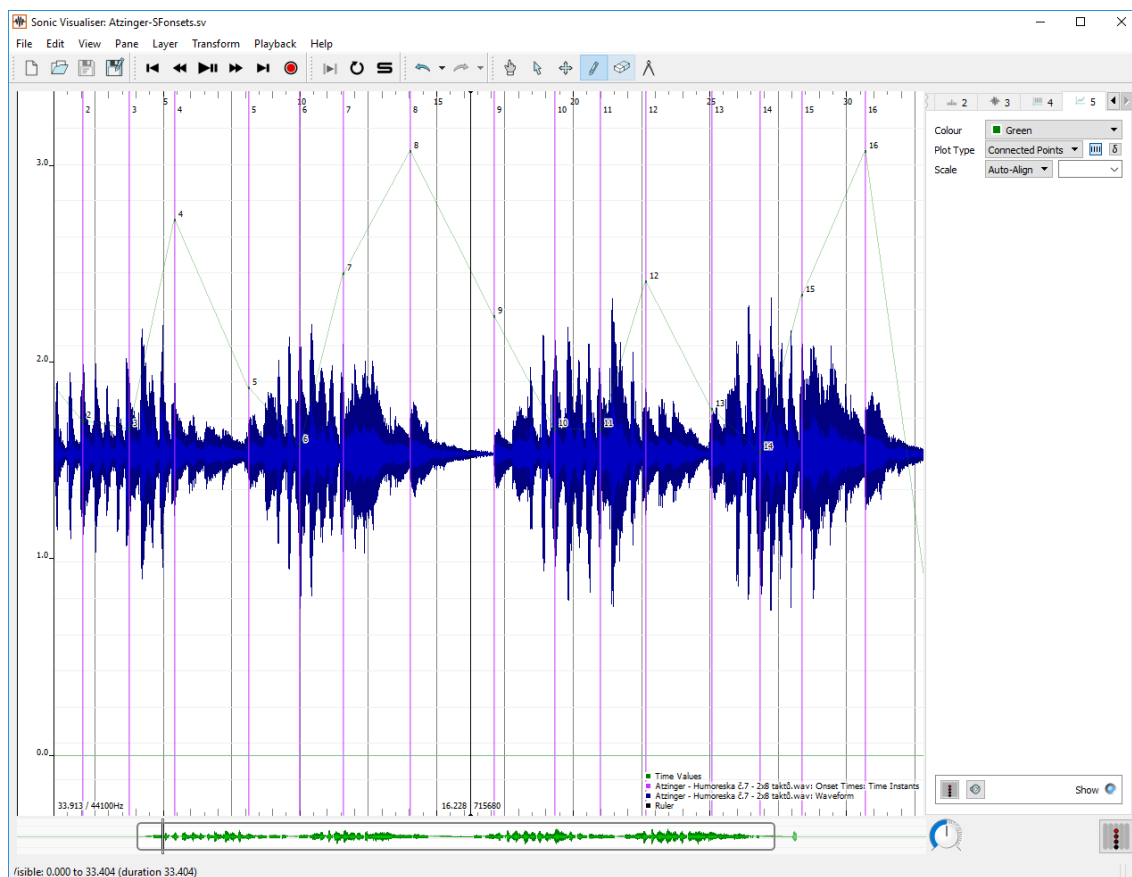 Sonic Visualiser: Atzinger-SFonsets.sv
File Edit View Pane Layer Transform Playback Help
2 3 4 5
5 10 15 20 25 30
2 3 4 5 6 7 8 9 10 11 12 13 14 15 16
Colour Green
Plot Type Connected Points
Scale Auto-Align
8
16
3.0
4
7
12
15
9
2.0
5
13
2
3
10
11
6
14
1.0
0.0
Time Values
Atzinger - Humoreska č.7 - 2x8 taktů.wav: Onset Times: Time Instants
Atzinger - Humoreska č.7 - 2x8 taktů.wav: Waveform
Ruler
33.913 / 44100Hz
16.228 715680
Show
Visible: 0.000 to 33.404 (duration 33.404)